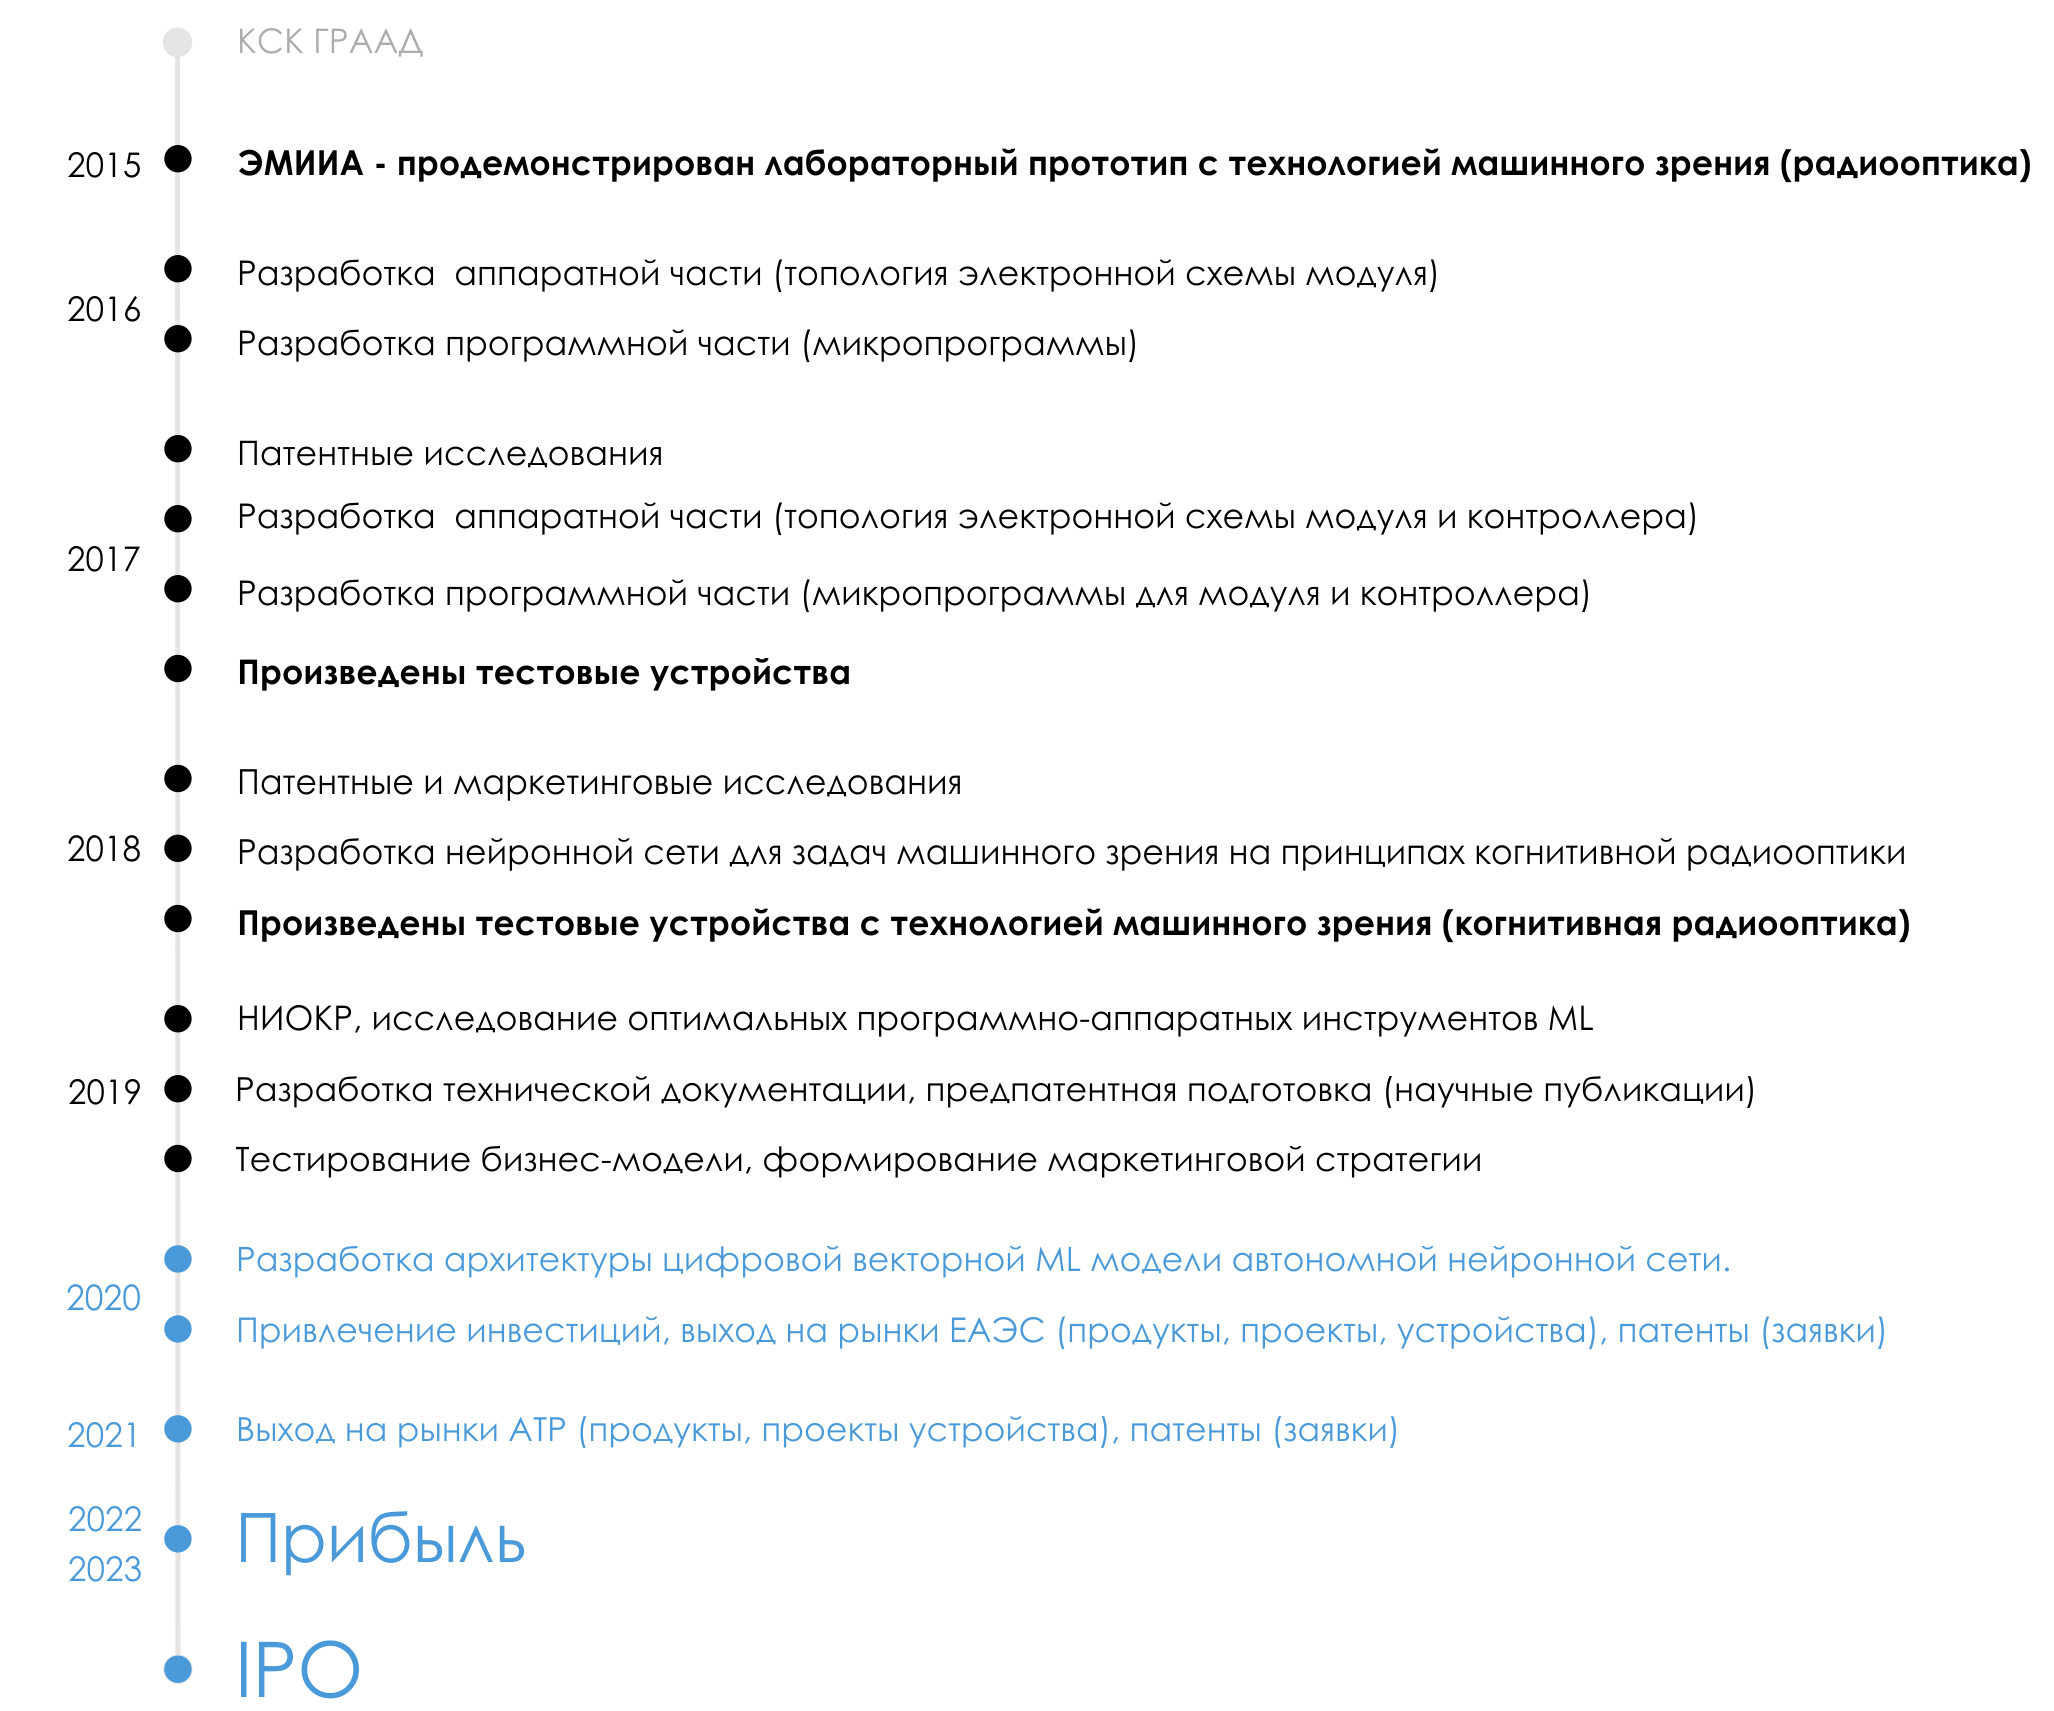 КСК ГРААД
2015
ЭМИИА - продемонстрирован лабораторный прототип с технологией машинного зрения (радиооптика)
Разработка  аппаратной части (топология электронной схемы модуля)
2016
Разработка программной части (микропрограммы)
Патентные исследования
Разработка  аппаратной части (топология электронной схемы модуля и контроллера)
2017
Разработка программной части (микропрограммы для модуля и контроллера)
Произведены тестовые устройства
Патентные и маркетинговые исследования
2018
Разработка нейронной сети для задач машинного зрения на принципах когнитивной радиооптики
Произведены тестовые устройства с технологией машинного зрения (когнитивная радиооптика)
НИОКР, исследование оптимальных программно-аппаратных инструментов ML
2019
Разработка технической документации, предпатентная подготовка (научные публикации)
Тестирование бизнес-модели, формирование маркетинговой стратегии
Разработка архитектуры цифровой векторной ML модели автономной нейронной сети.
2020
Привлечение инвестиций, выход на рынки ЕАЭС (продукты, проекты, устройства), патенты (заявки)
2021
Выход на рынки АТР (продукты, проекты устройства), патенты (заявки)
2022
Прибыль
2023
IPO